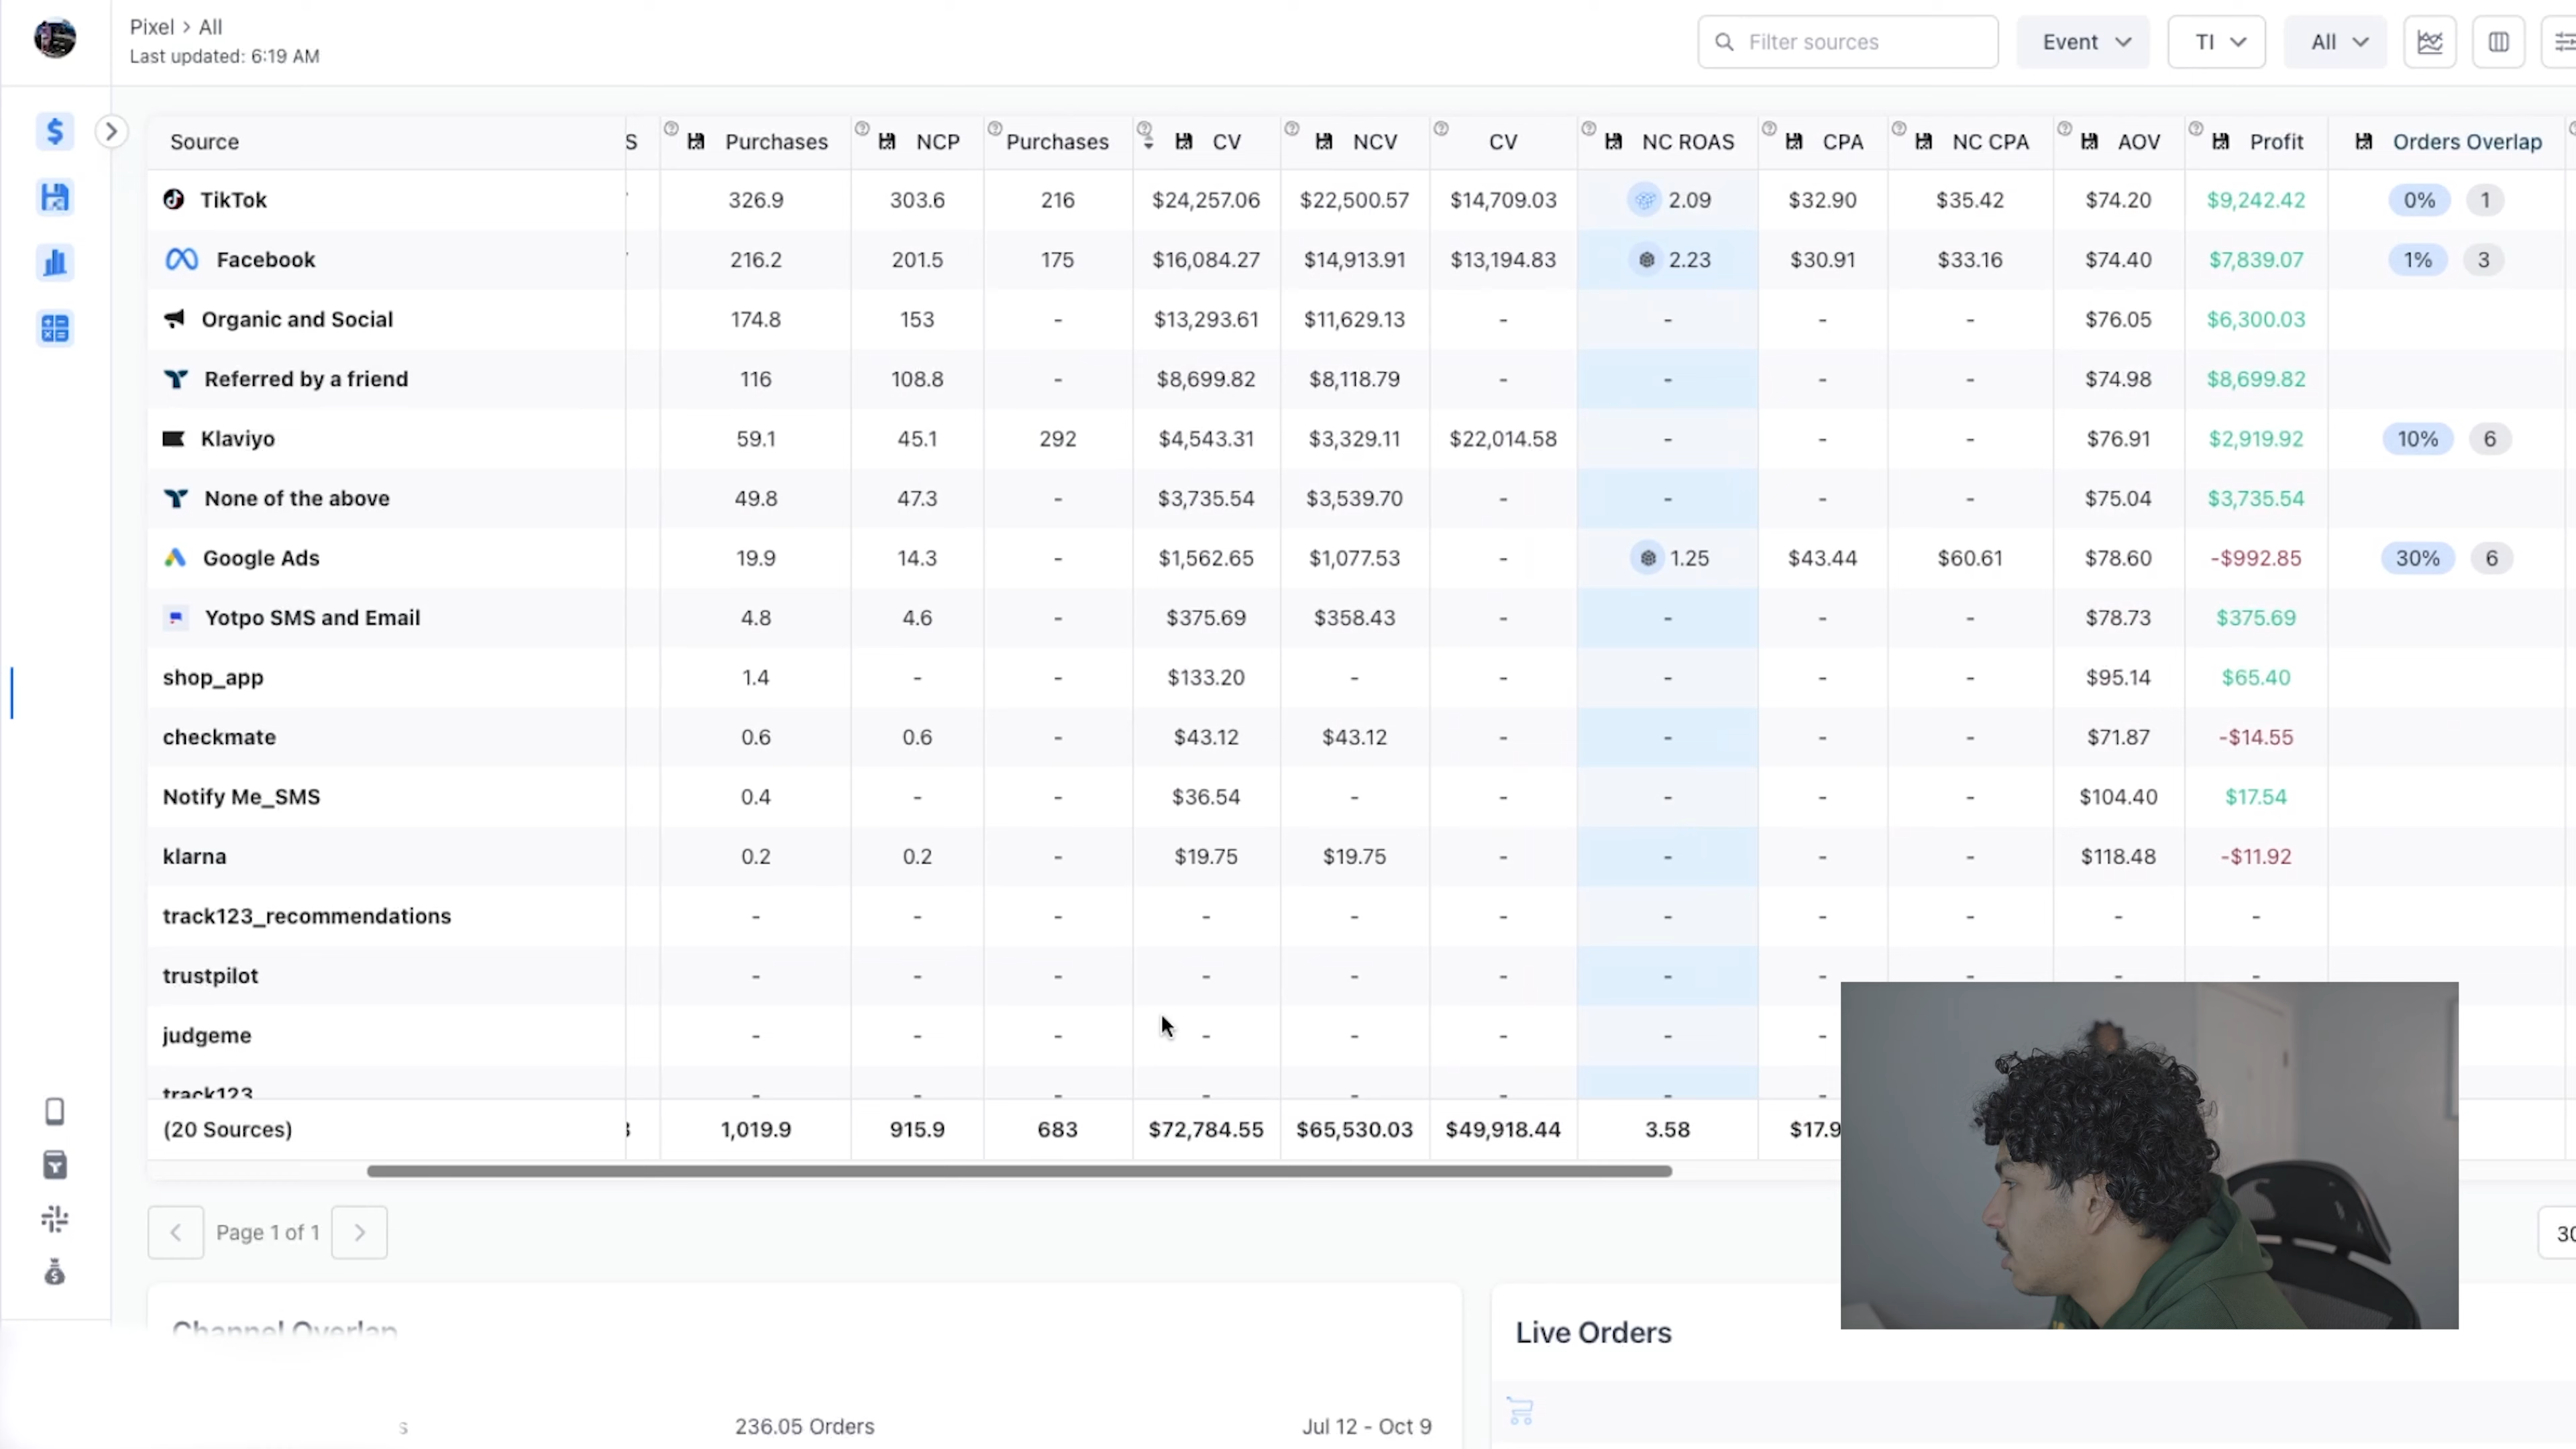 Pixel > All
Last updated: 6:19 AM
Filter sources
Event
TI
All
Source S Purchases NCP Purchases CV NCV CV NC ROAS CPA NC CPA AOV Profit Orders Overlap
TikTok 326.9 303.6 216 $24,257.06 $22,500.57 $14,709.03 2.09 $32.90 $35.42 $74.20 $9,242.42 0% 1
Facebook 216.2 201.5 175 $16,084.27 $14,913.91 $13,194.83 2.23 $30.91 $33.16 $74.40 $7,839.07 1% 3
Organic and Social 174.8 153 - $13,293.61 $11,629.13 - - - - $76.05 $6,300.03
Referred by a friend 116 108.8 - $8,699.82 $8,118.79 - - - - $74.98 $8,699.82
Klaviyo 59.1 45.1 292 $4,543.31 $3,329.11 $22,014.58 - - - $76.91 $2,919.92 10% 6
None of the above 49.8 47.3 - $3,735.54 $3,539.70 - - - - $75.04 $3,735.54
Google Ads 19.9 14.3 - $1,562.65 $1,077.53 - 1.25 $43.44 $60.61 $78.60 -$992.85 30% 6
Yotpo SMS and Email 4.8 4.6 - $375.69 $358.43 - - - - $78.73 $375.69
shop_app 1.4 - - $133.20 - - - - - $95.14 $65.40
checkmate 0.6 0.6 - $43.12 $43.12 - - - - $71.87 -$14.55
Notify Me_SMS 0.4 - - $36.54 - - - - - $104.40 $17.54
klarna 0.2 0.2 - $19.75 $19.75 - - - - $118.48 -$11.92
track123_recommendations - - - - - - - - - - -
trustpilot - - - - - - - - - - -
judgeme - - - - - - - -
track123 - - - - - - - -
(20 Sources) 1,019.9 915.9 683 $72,784.55 $65,530.03 $49,918.44 3.58 $17.9
Page 1 of 1
30
Channel Overlap
Live Orders
s 236.05 Orders Jul 12 - Oct 9